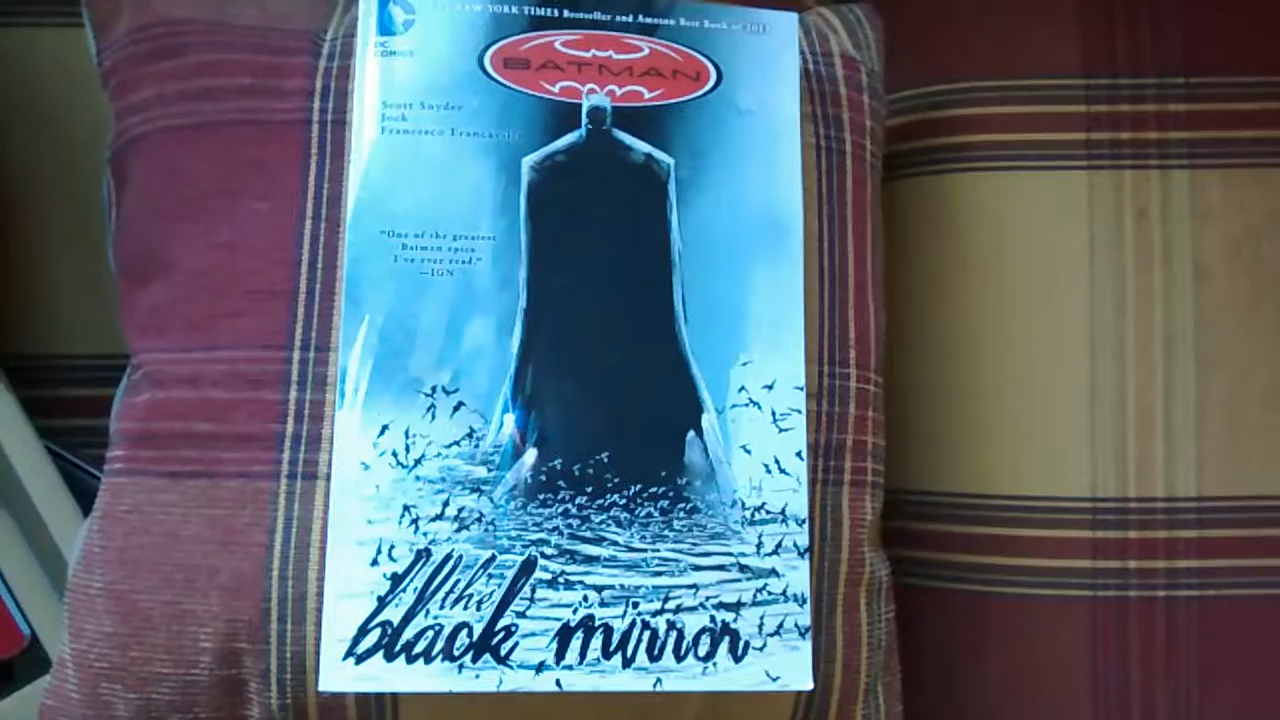 NEW YORK TIMES Bestseller and Amazon Best Book of 2011
DC
COMICS
BATMAN
Scott Snyder
Jock
Francesco Francavilla
"One of the greatest
Batman epics
I've ever read."
—IGN
the
black mirror